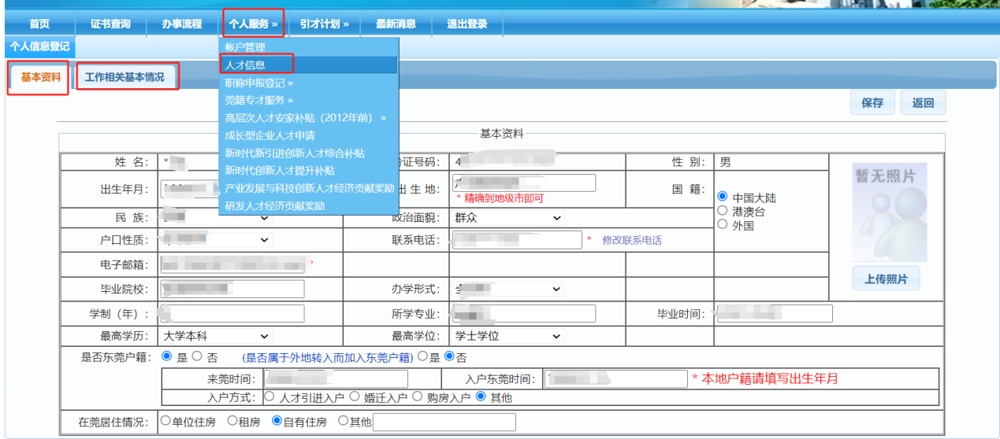 首页 证书查询 办事流程 个人服务 » 引才计划 » 最新消息 退出登录
个人信息登记
帐户管理
人才信息
职称申报登记 »
莞籍专才服务 »
高层次人才安家补贴（2012年前） »
成长型企业人才申请
新时代新引进创新人才综合补贴
新时代创新人才提升补贴
产业发展与科技创新人才经济贡献奖励
研发人才经济贡献奖励
基本资料 工作相关基本情况
保存 返回
基本资料
姓 名： * 份证号码： 4 性 别： 男
出生年月： 出 生 地： * 精确到地级市即可 国 籍： 中国大陆 港澳台 外国
暂无照片
民 族： 政治面貌： 群众
户口性质： 联系电话： * 修改联系电话
电子邮箱： *
上传照片
毕业院校： 办学形式：
学制（年）： 所学专业： 毕业时间：
最高学历： 大学本科 最高学位： 学士学位
是否东莞户籍： 是 否 (是否属于外地转入而加入东莞户籍) 是 否
来莞时间： 入户东莞时间： * 本地户籍请填写出生年月
入户方式： 人才引进入户 婚迁入户 购房入户 其他
在莞居住情况： 单位住房 租房 自有住房 其他